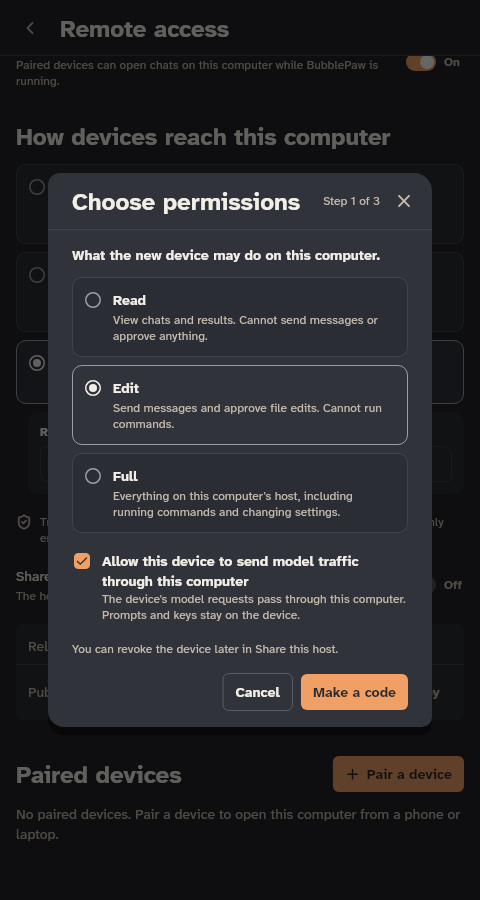 Remote access
Paired devices can open chats on this computer while BubblePaw is
running.
On
How devices reach this computer
Choose permissions
Step 1 of 3
What the new device may do on this computer.
Read
View chats and results. Cannot send messages or
approve anything.
Edit
Send messages and approve file edits. Cannot run
commands.
Full
Everything on this computer's host, including
running commands and changing settings.
Allow this device to send model traffic
through this computer
The device's model requests pass through this computer.
Prompts and keys stay on the device.
You can revoke the device later in Share this host.
Cancel
Make a code
Share
Off
The
Paired devices
+ Pair a device
No paired devices. Pair a device to open this computer from a phone or
laptop.